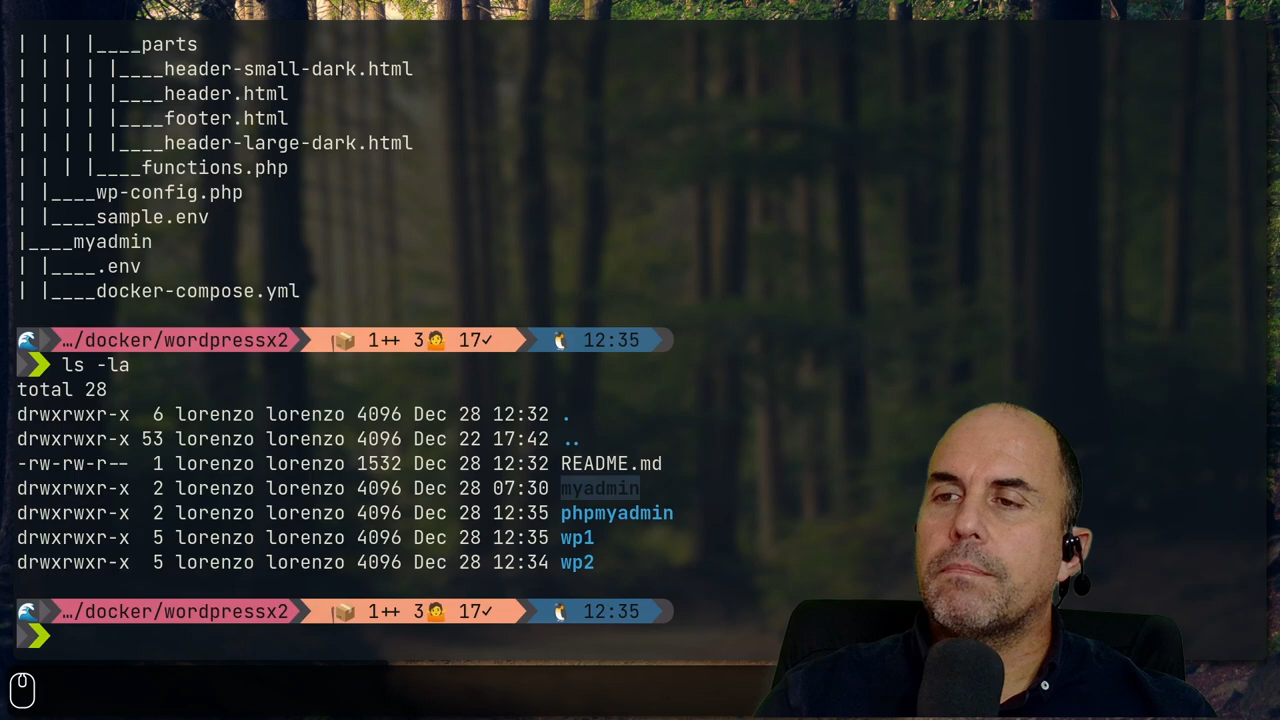 | | | |____parts
| | | | |____header-small-dark.html
| | | | |____header.html
| | | | |____footer.html
| | | | |____header-large-dark.html
| | | |____functions.php
| |____wp-config.php
| |____sample.env
|____myadmin
| |____.env
| |____docker-compose.yml
…/docker/wordpressx2 1++ 3 17✓ 12:35
ls -la
total 28
drwxrwxr-x 6 lorenzo lorenzo 4096 Dec 28 12:32 .
drwxrwxr-x 53 lorenzo lorenzo 4096 Dec 22 17:42 ..
-rw-rw-r-- 1 lorenzo lorenzo 1532 Dec 28 12:32 README.md
drwxrwxr-x 2 lorenzo lorenzo 4096 Dec 28 07:30 myadmin
drwxrwxr-x 2 lorenzo lorenzo 4096 Dec 28 12:35 phpmyadmin
drwxrwxr-x 5 lorenzo lorenzo 4096 Dec 28 12:35 wp1
drwxrwxr-x 5 lorenzo lorenzo 4096 Dec 28 12:34 wp2
…/docker/wordpressx2 1++ 3 17✓ 12:35